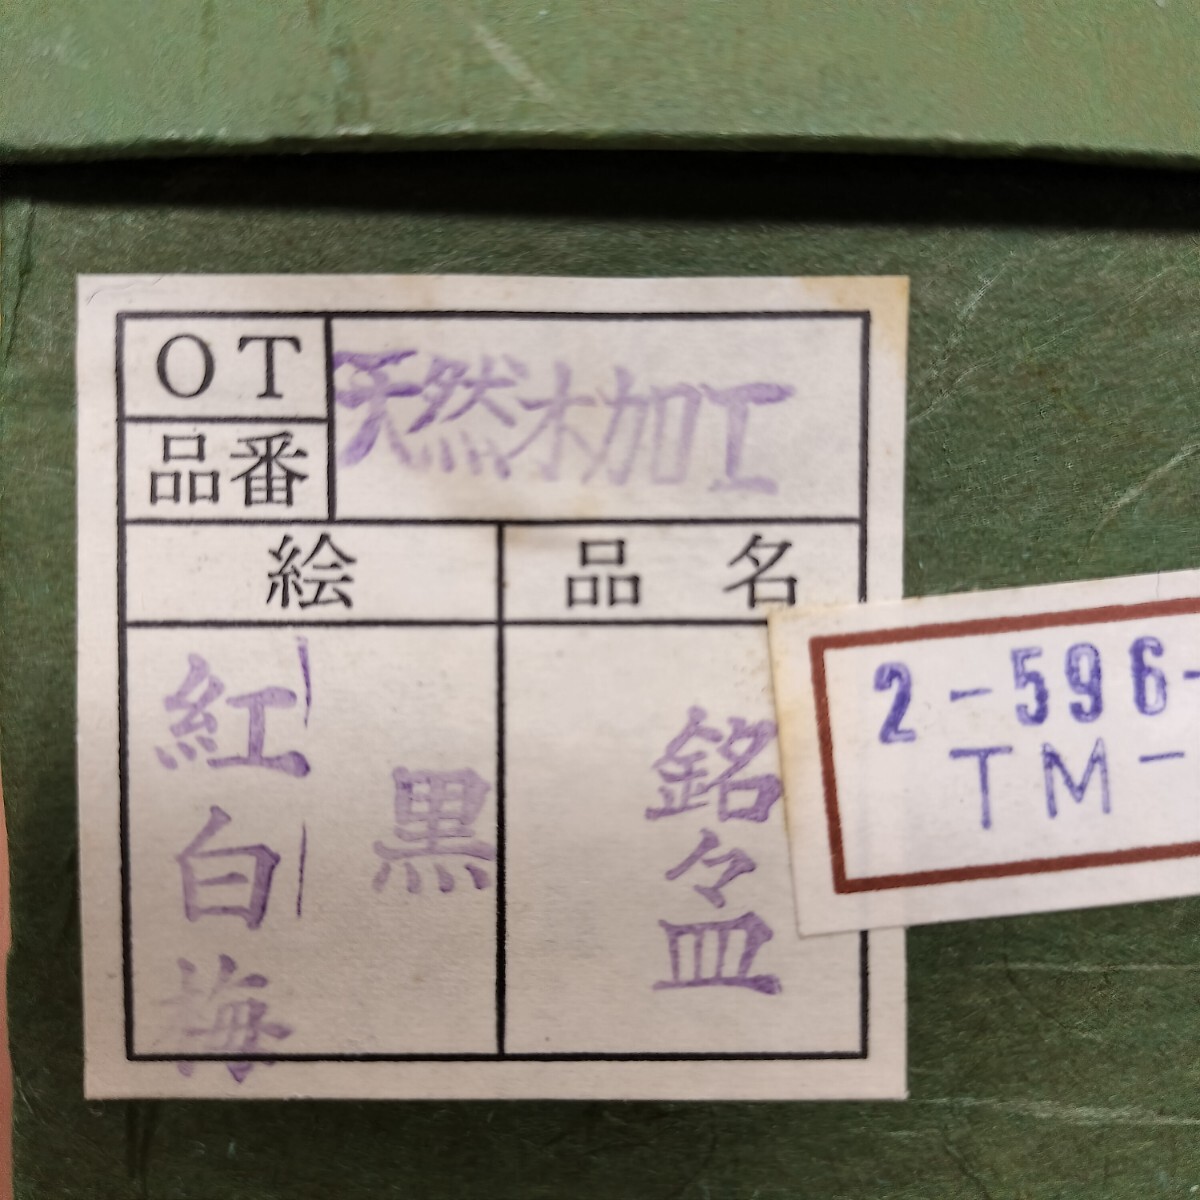 OT
品番
天然木加工
絵
品名
黒
紅白梅
銘々皿
2-596-
TM-